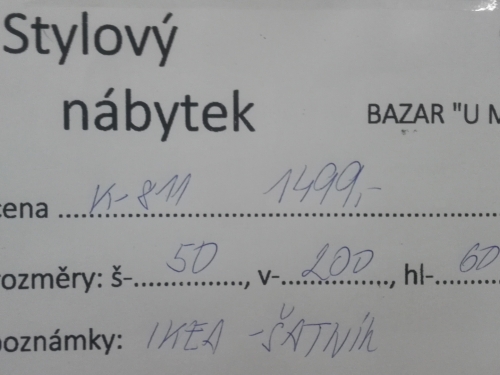 Stylový
nábytek BAZAR "U M
cena K-811 1499,-
rozměry: š- 50, v- 200, hl- 60
poznámky: IKEA - ŠATNÍK